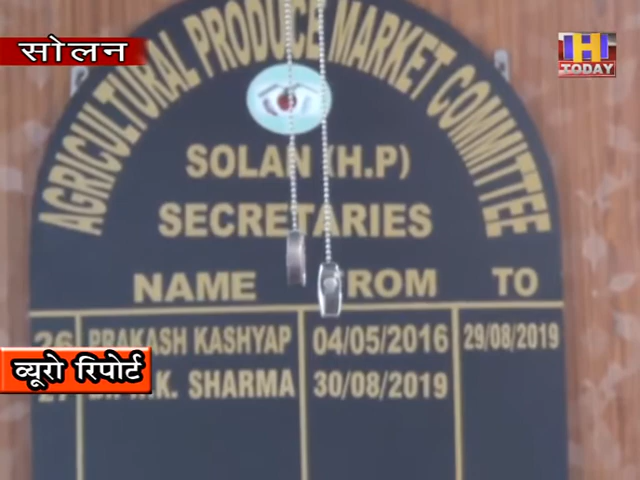 सोलन
H
TODAY
AGRICULTURAL PRODUCE MARKET COMMITTEE
SOLAN (H.P)
SECRETARIES
NAME FROM TO
26 PRAKASH KASHYAP 04/05/2016 29/08/2019
K. SHARMA 30/08/2019
ब्यूरो रिपोर्ट